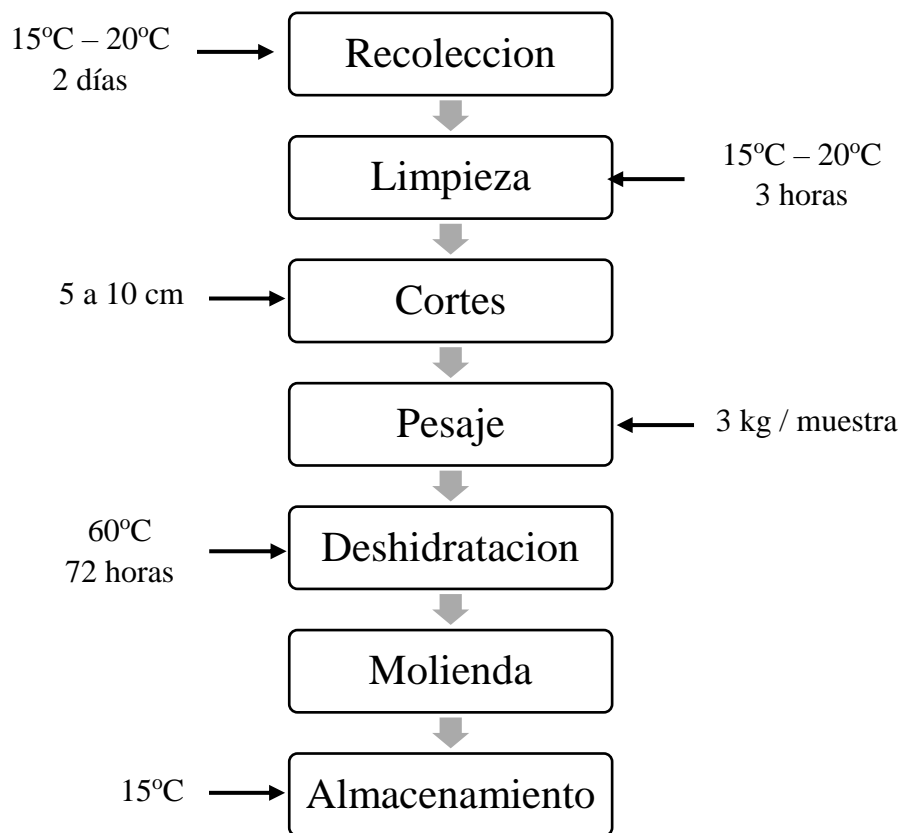 15ºC – 20ºC
2 días
Recoleccion
Limpieza
15ºC – 20ºC
3 horas
5 a 10 cm
Cortes
Pesaje
3 kg / muestra
60ºC
72 horas
Deshidratacion
Molienda
15ºC
Almacenamiento